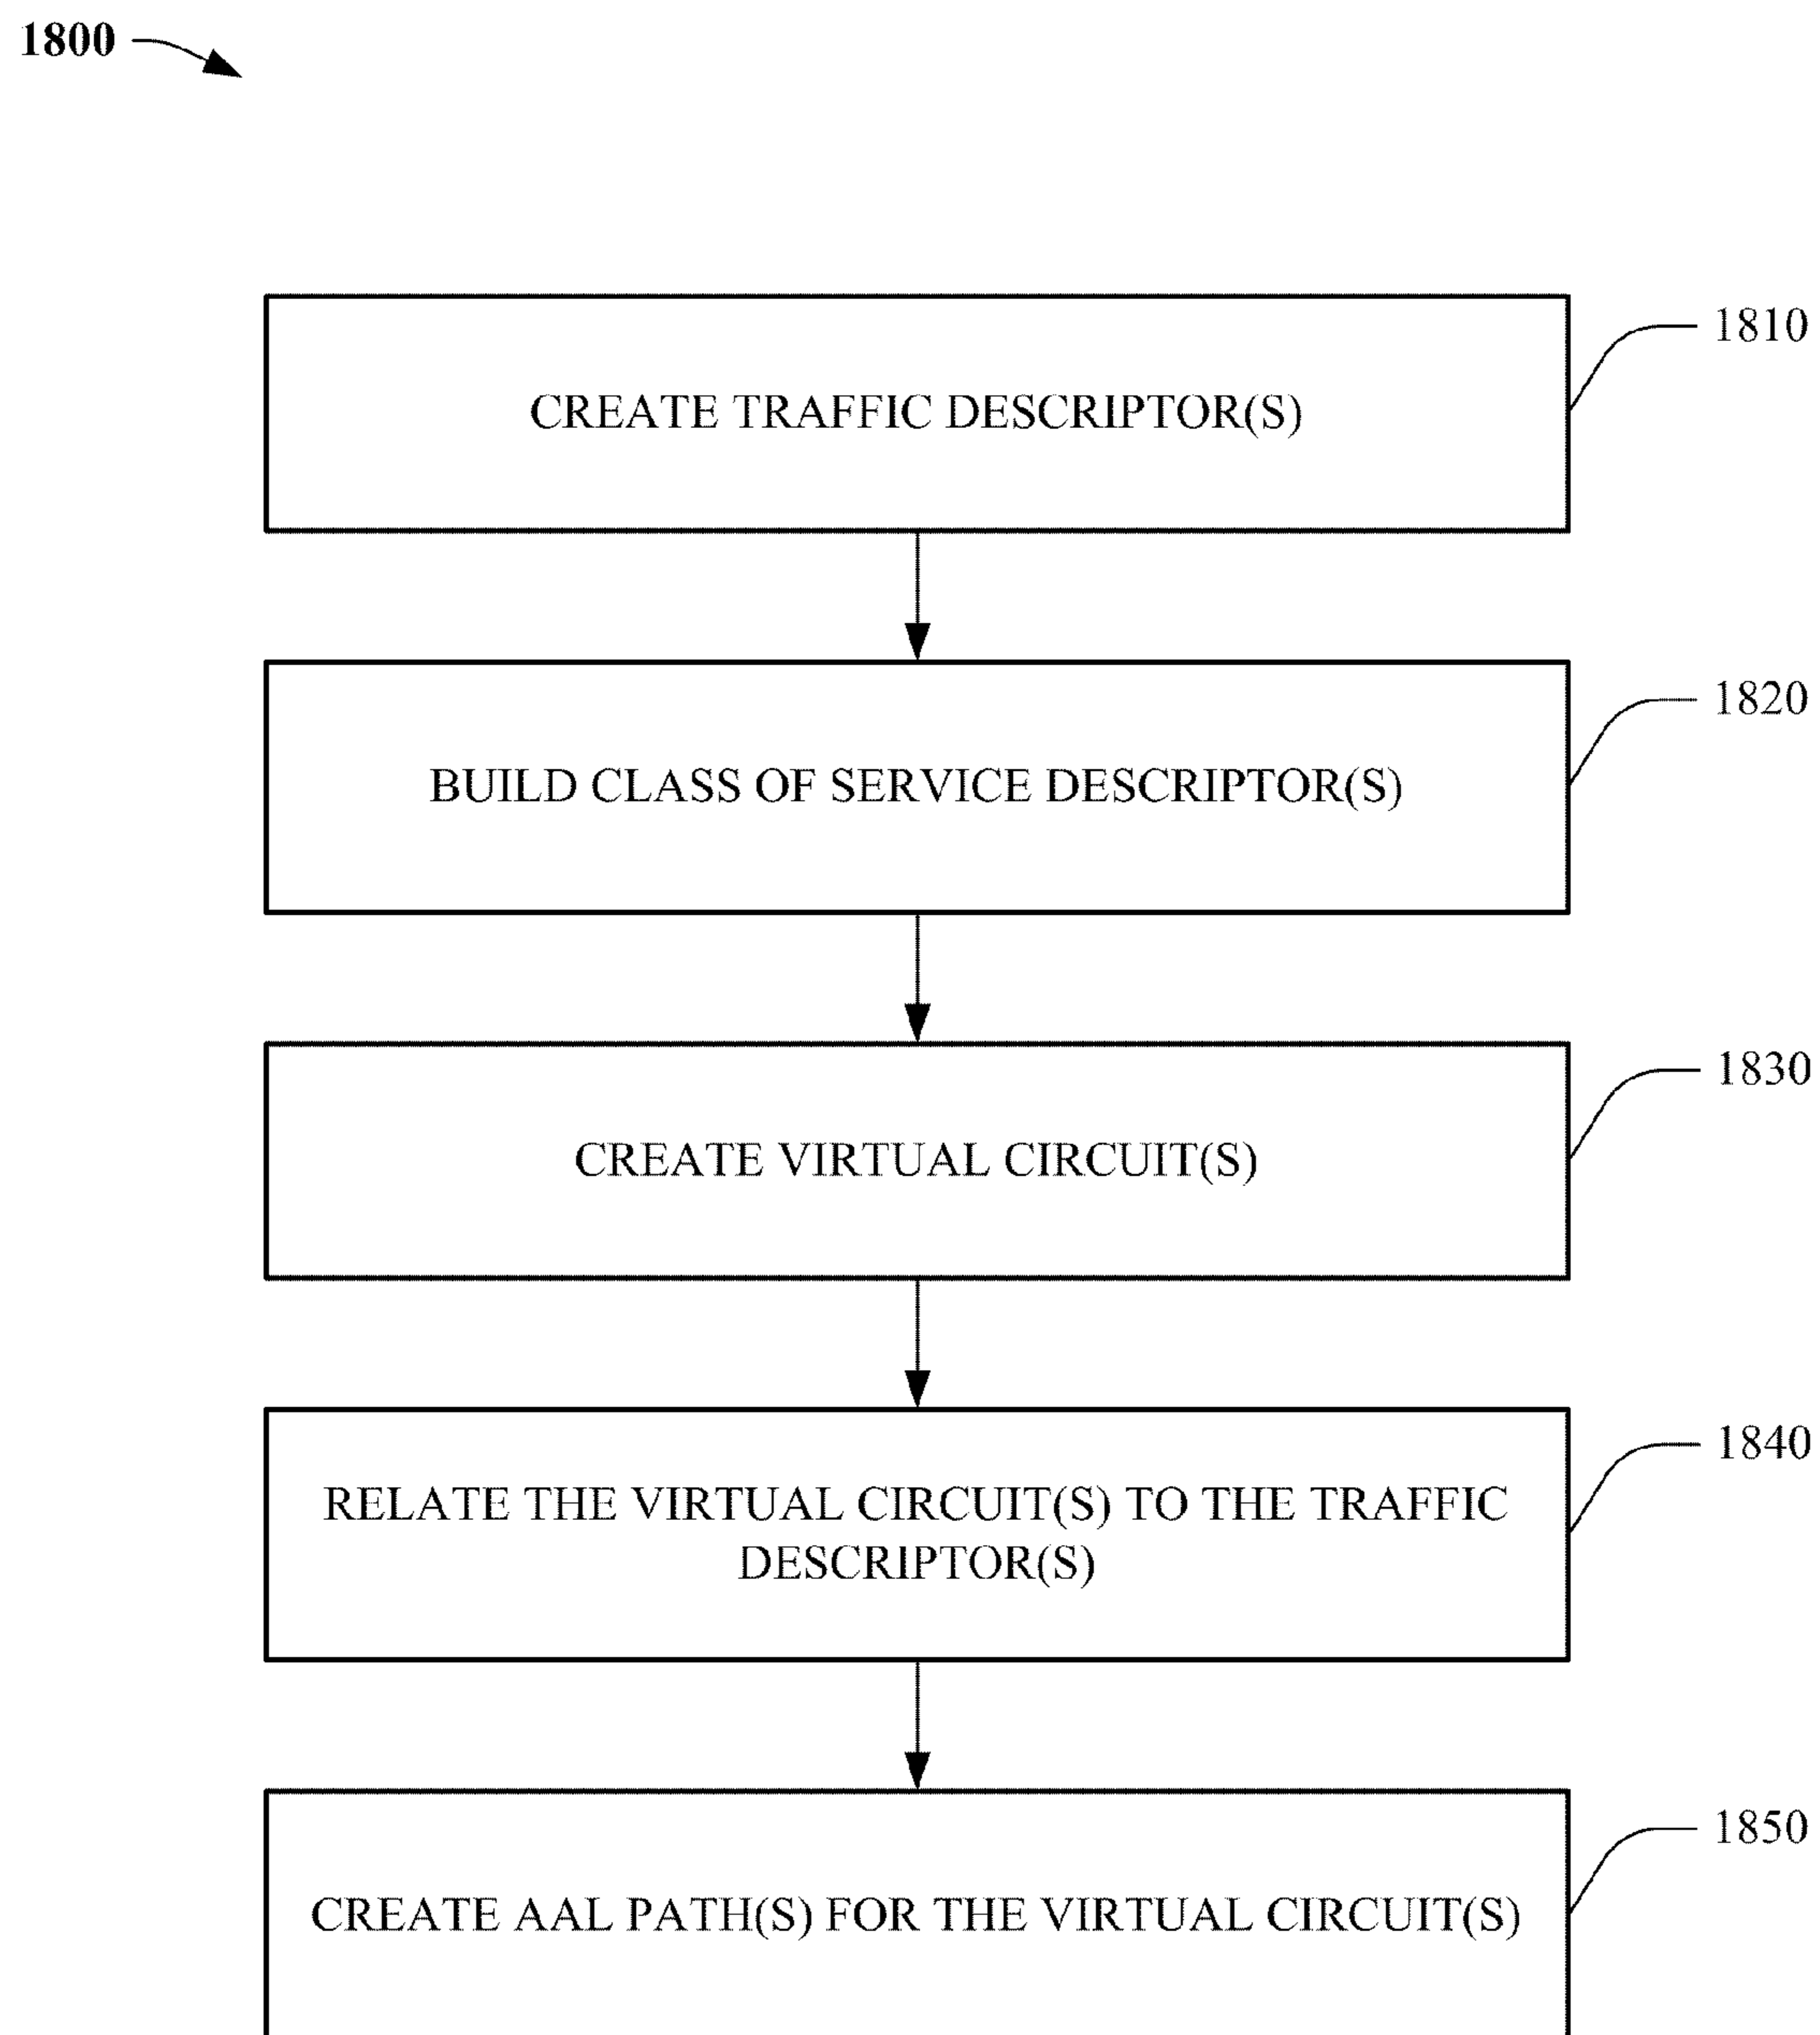 1800
1810
CREATE TRAFFIC DESCRIPTOR(S)
1820
BUILD CLASS OF SERVICE DESCRIPTOR(S)
1830
CREATE VIRTUAL CIRCUIT(S)
1840
RELATE THE VIRTUAL CIRCUIT(S) TO THE TRAFFIC
DESCRIPTOR(S)
1850
CREATE AAL PATH(S) FOR THE VIRTUAL CIRCUIT(S)